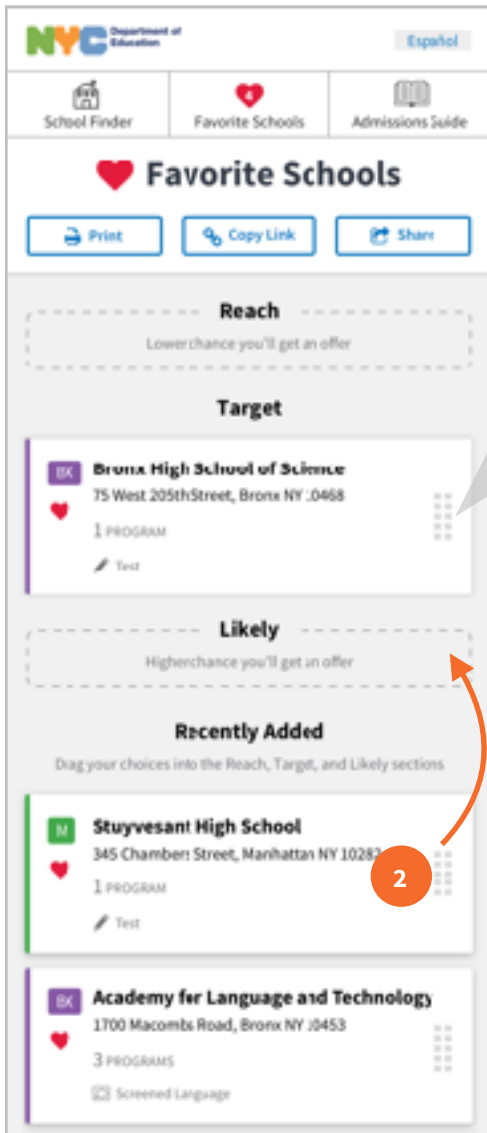 NYC Department of
Education
Español
4
School Finder
Favorite Schools
Admissions Guide
Favorite Schools
Print
Copy Link
Share
Reach
Lower chance you'll get an offer
Target
BX
Bronx High School of Science
75 West 205th Street, Bronx NY 10468
1 PROGRAM
Test
Likely
Higher chance you'll get an offer
Recently Added
Drag your choices into the Reach, Target, and Likely sections
M
Stuyvesant High School
345 Chambers Street, Manhattan NY 10282
1 PROGRAM
2
Test
BX
Academy for Language and Technology
1700 Macombs Road, Bronx NY 10453
3 PROGRAMS
Screened Language